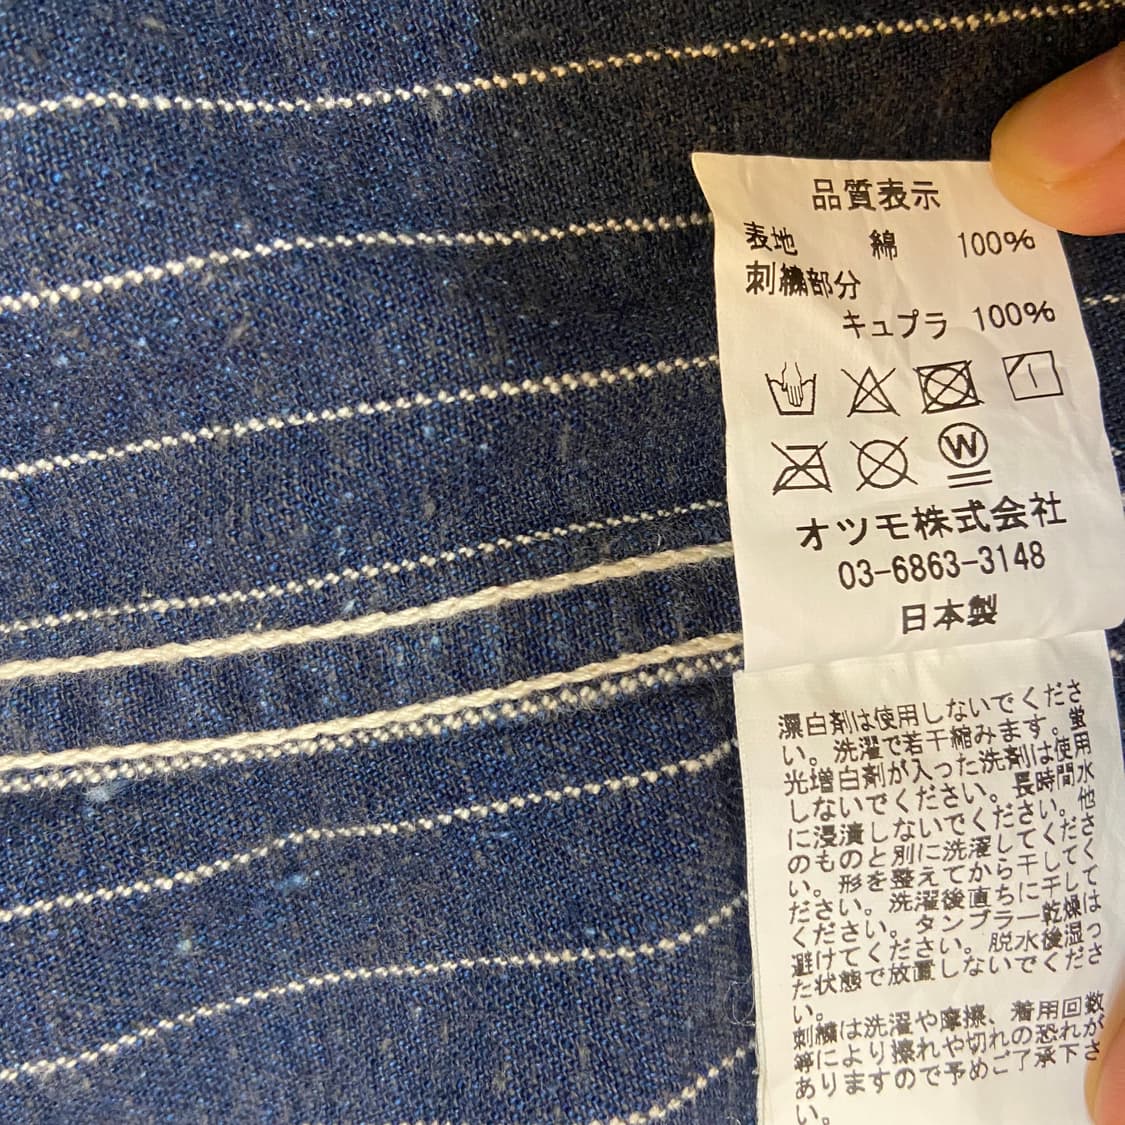 品質表示
表地 綿 100%
刺繍部分
キュプラ 100%
W
オツモ株式会社
03-6863-3148
日本製
漂白剤は使用しないでくださ
い。洗濯で若干縮みます。蛍
光増白剤が入った洗剤は使用
しないでください。長時間水
に浸漬しないでください。他
のものと別に洗濯してくださ
い。形を整えてから干してく
ださい。洗濯後直ちに干して
ください。タンブラー乾燥は
避けてください。脱水後湿っ
た状態で放置しないでくださ
い。
刺繍は洗濯や摩擦、着用回数
等により擦れや切れの恐れが
ありますので予めご了承下さ
い。